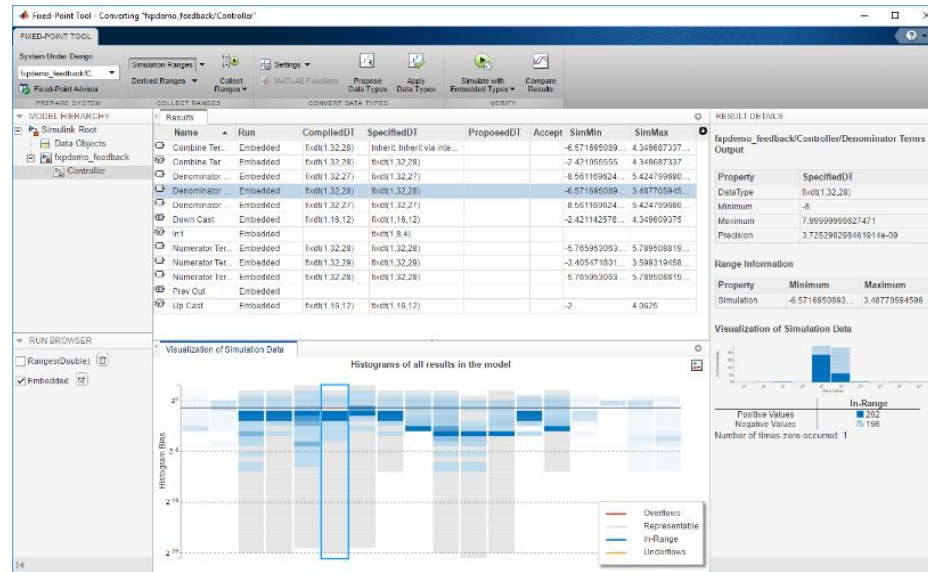 Fixed-Point Tool - Converting "fxpdemo_feedback/Controller"
FIXED-POINT TOOL
System Under Design
fxpdemo_feedback/C...
Fixed-Point Advisor
PREPARE SYSTEM
Simulation Ranges
Derived Ranges
Collect Ranges
COLLECT RANGES
Settings
MATLAB Functions
Propose Data Types
Apply Data Types
CONVERT DATA TYPES
Simulate with Embedded Types
Compare Results
VERIFY
MODEL HIERARCHY
Simulink Root
Data Objects
fxpdemo_feedback
Controller
RUN BROWSER
Ranges(Double)
Embedded
Results
Name Run CompiledDT SpecifiedDT ProposedDT Accept SimMin SimMax
Combine Ter... Embedded fixdt(1,32,28) Inherit: Inherit via inte... -6.571695089... 4.349687337...
Combine Ter... Embedded fixdt(1,32,28) fixdt(1,32,28) -2.421055555... 4.349687337...
Denominator ... Embedded fixdt(1,32,27) fixdt(1,32,27) -8.561169624... 5.424799680...
Denominator ... Embedded fixdt(1,32,28) fixdt(1,32,28) -6.571695089... 3.487705945...
Denominator ... Embedded fixdt(1,32,27) fixdt(1,32,27) -8.561169624... 5.424799680...
Down Cast Embedded fixdt(1,16,12) fixdt(1,16,12) -2.421142578... 4.349609375
In1 Embedded fixdt(1,8,4)
Numerator Ter... Embedded fixdt(1,32,28) fixdt(1,32,28) -5.765953063... 5.789508819...
Numerator Ter... Embedded fixdt(1,32,29) fixdt(1,32,29) -3.405471801... 3.599319458...
Numerator Ter... Embedded fixdt(1,32,28) fixdt(1,32,28) -5.765953063... 5.789508819...
Prev Out Embedded
Up Cast Embedded fixdt(1,16,12) fixdt(1,16,12) -2 4.0625
Visualization of Simulation Data
Histograms of all results in the model
Histogram Bins
Overflows
Representable
In-Range
Underflows
RESULT DETAILS
fxpdemo_feedback/Controller/Denominator Terms
Output
Property SpecifiedDT
DataType fixdt(1,32,28)
Minimum -8
Maximum 7.99999999627471
Precision 3.725290298461914e-09
Range Information
Property Minimum Maximum
Simulation -6.5716950893... 3.48770594596...
Visualization of Simulation Data
In-Range
Positive Values 282
Negative Values 196
Number of times zero occurred: 1